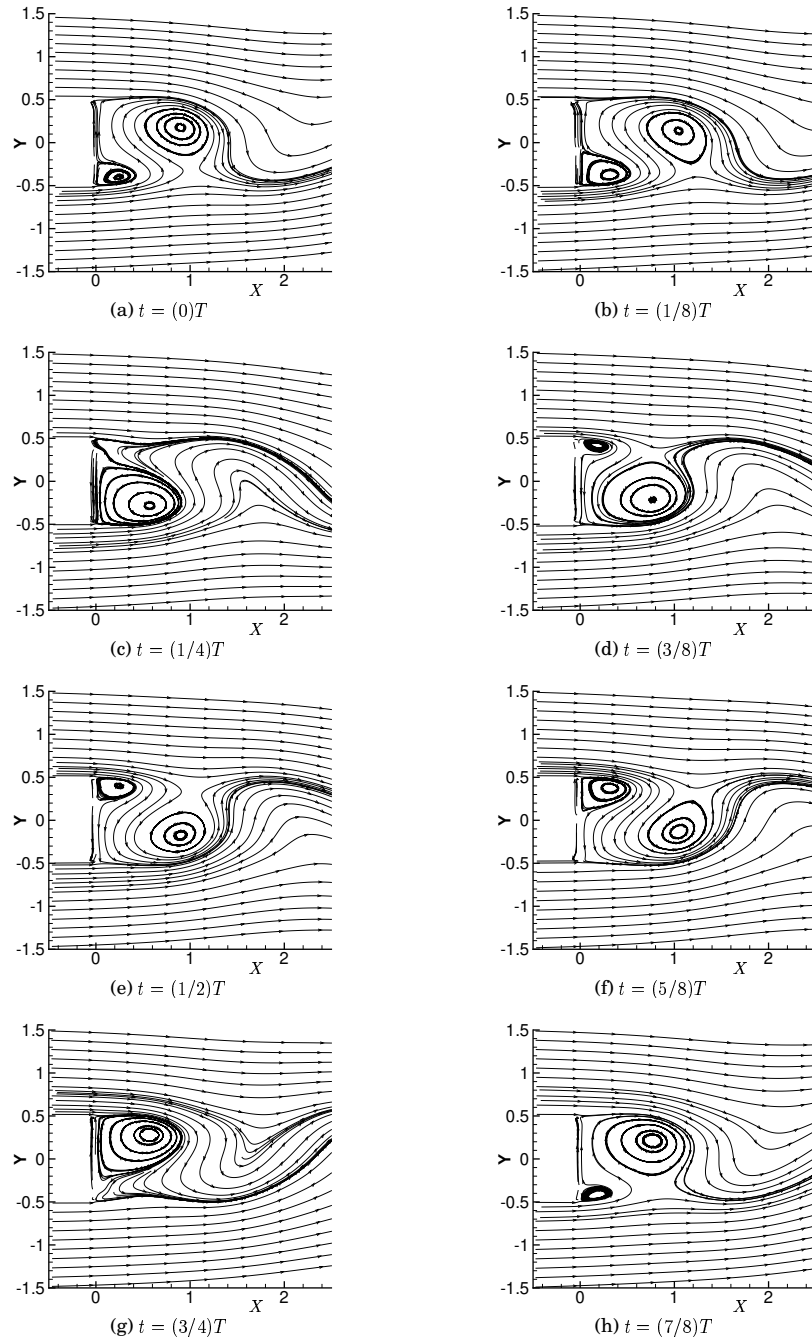 1.5
1
0.5
0
-0.5
-1
-1.5
Y
0 1 2
X
(a) t = (0)T
1.5
1
0.5
0
-0.5
-1
-1.5
Y
0 1 2
X
(b) t = (1/8)T
1.5
1
0.5
0
-0.5
-1
-1.5
Y
0 1 2
X
(c) t = (1/4)T
1.5
1
0.5
0
-0.5
-1
-1.5
Y
0 1 2
X
(d) t = (3/8)T
1.5
1
0.5
0
-0.5
-1
-1.5
Y
0 1 2
X
(e) t = (1/2)T
1.5
1
0.5
0
-0.5
-1
-1.5
Y
0 1 2
X
(f) t = (5/8)T
1.5
1
0.5
0
-0.5
-1
-1.5
Y
0 1 2
X
(g) t = (3/4)T
1.5
1
0.5
0
-0.5
-1
-1.5
Y
0 1 2
X
(h) t = (7/8)T